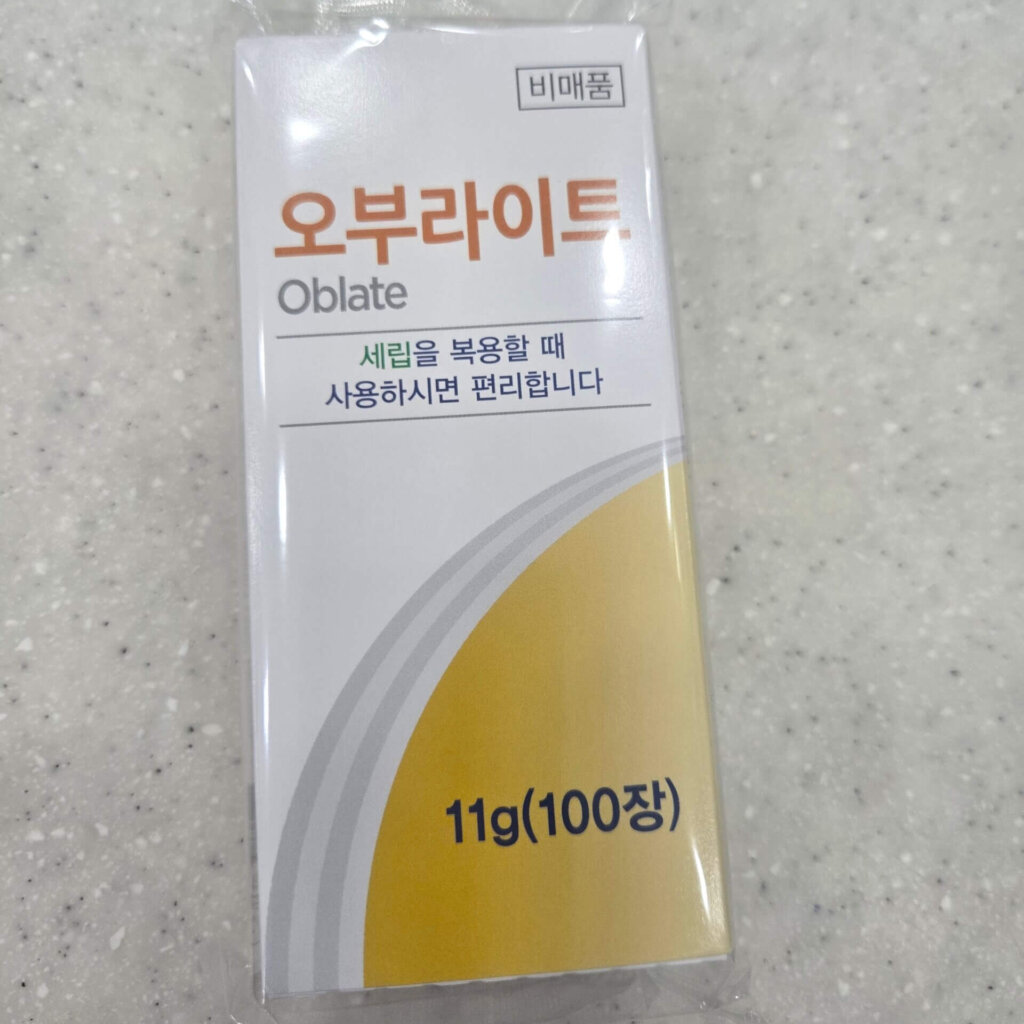 비매품
오부라이트
Oblate
세립을 복용할 때
사용하시면 편리합니다
11g(100장)